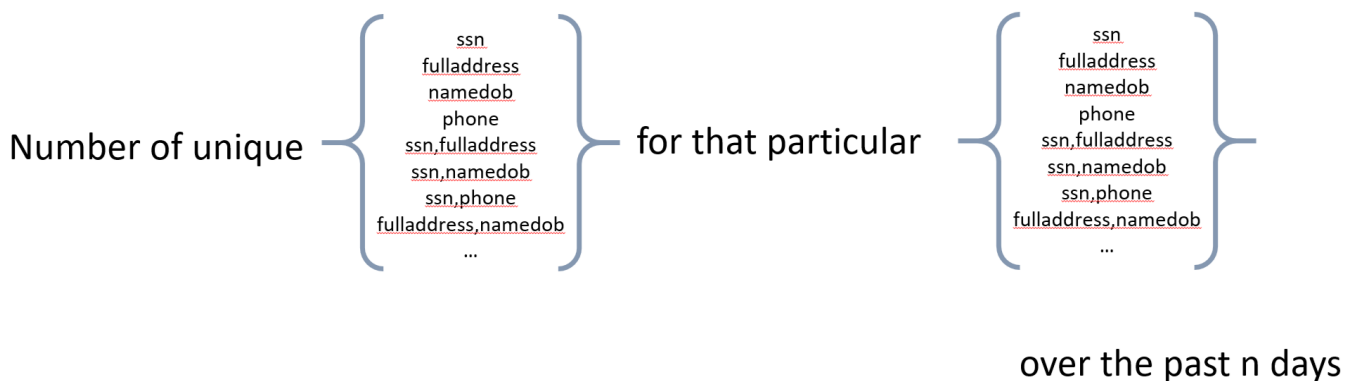 Number of unique
ssn
fulladdress
namedob
phone
ssn,fulladdress
ssn,namedob
ssn,phone
fulladdress,namedob
...
for that particular
ssn
fulladdress
namedob
phone
ssn,fulladdress
ssn,namedob
ssn,phone
fulladdress,namedob
...
over the past n days